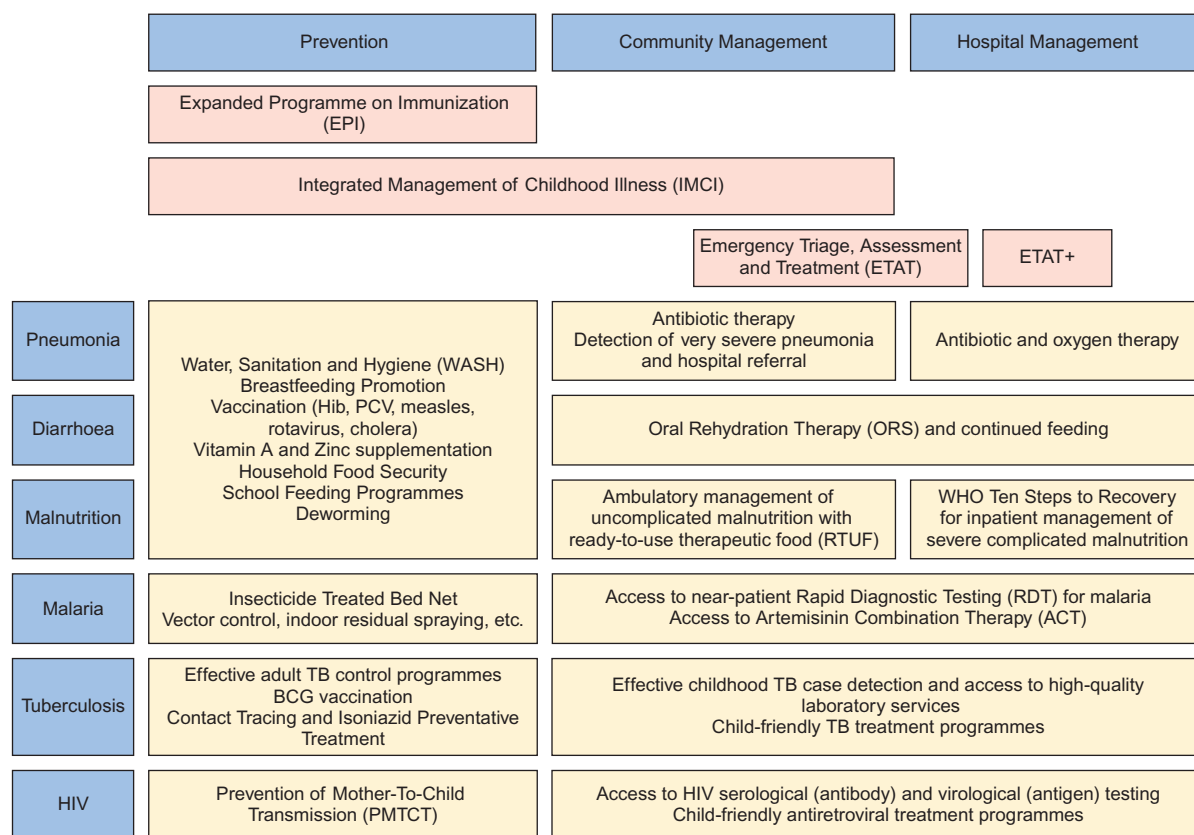 Prevention
Community Management
Hospital Management
Expanded Programme on Immunization
(EPI)
Integrated Management of Childhood Illness (IMCI)
Emergency Triage, Assessment
and Treatment (ETAT)
ETAT+
Pneumonia
Water, Sanitation and Hygiene (WASH)
Breastfeeding Promotion
Vaccination (Hib, PCV, measles,
rotavirus, cholera)
Vitamin A and Zinc supplementation
Household Food Security
School Feeding Programmes
Deworming
Antibiotic therapy
Detection of very severe pneumonia
and hospital referral
Antibiotic and oxygen therapy
Diarrhoea
Oral Rehydration Therapy (ORS) and continued feeding
Malnutrition
Ambulatory management of
uncomplicated malnutrition with
ready-to-use therapeutic food (RTUF)
WHO Ten Steps to Recovery
for inpatient management of
severe complicated malnutrition
Malaria
Insecticide Treated Bed Net
Vector control, indoor residual spraying, etc.
Access to near-patient Rapid Diagnostic Testing (RDT) for malaria
Access to Artemisinin Combination Therapy (ACT)
Tuberculosis
Effective adult TB control programmes
BCG vaccination
Contact Tracing and Isoniazid Preventative
Treatment
Effective childhood TB case detection and access to high-quality
laboratory services
Child-friendly TB treatment programmes
HIV
Prevention of Mother-To-Child
Transmission (PMTCT)
Access to HIV serological (antibody) and virological (antigen) testing
Child-friendly antiretroviral treatment programmes